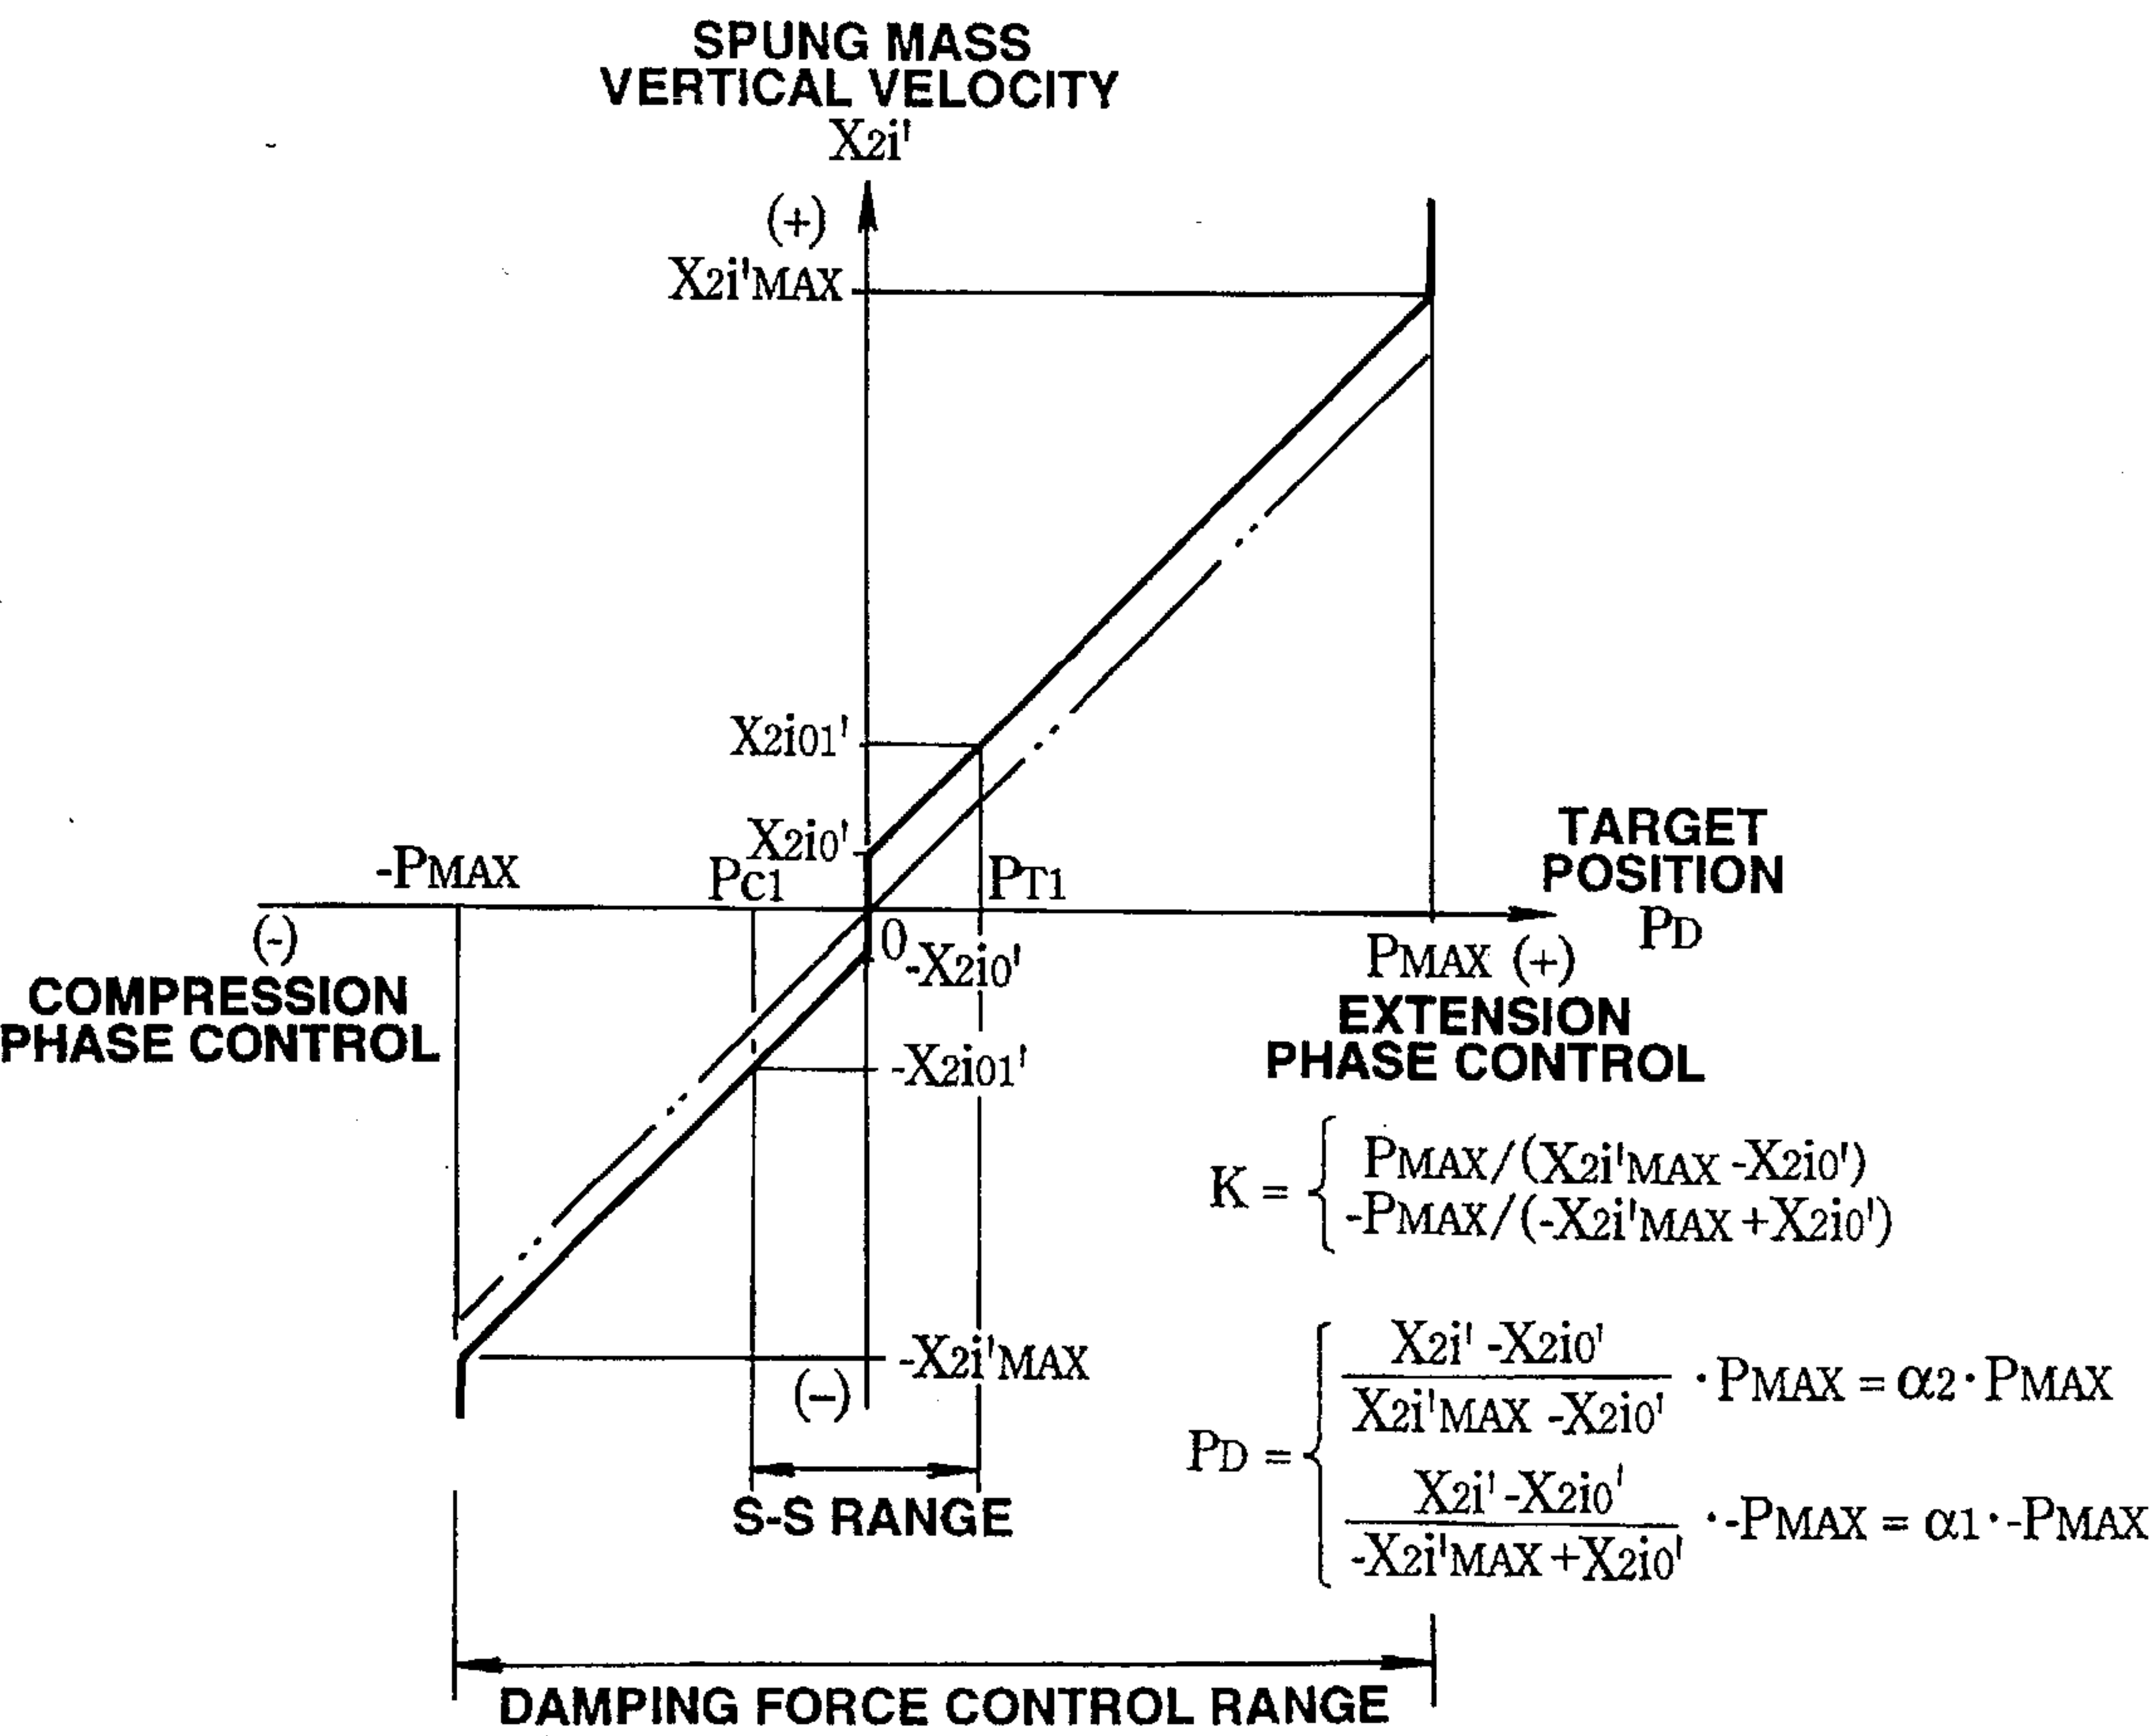 SPUNG MASS
VERTICAL VELOCITY
X2i'
(+)
X2i'MAX
X2i01'
X2i0'
-PMAX
PC1
PT1
TARGET
POSITION
PD
(-)
0
-X2i0'
PMAX (+)
COMPRESSION
PHASE CONTROL
EXTENSION
PHASE CONTROL
-X2i01'
K = { PMAX/(X2i'MAX -X2i0')
-PMAX/(-X2i'MAX +X2i0')
-X2i'MAX
(-)
X2i' -X2i0'
X2i'MAX -X2i0'
· PMAX = α2 · PMAX
PD = {
X2i' -X2i0'
-X2i'MAX +X2i0'
· -PMAX = α1 · -PMAX
S-S RANGE
DAMPING FORCE CONTROL RANGE